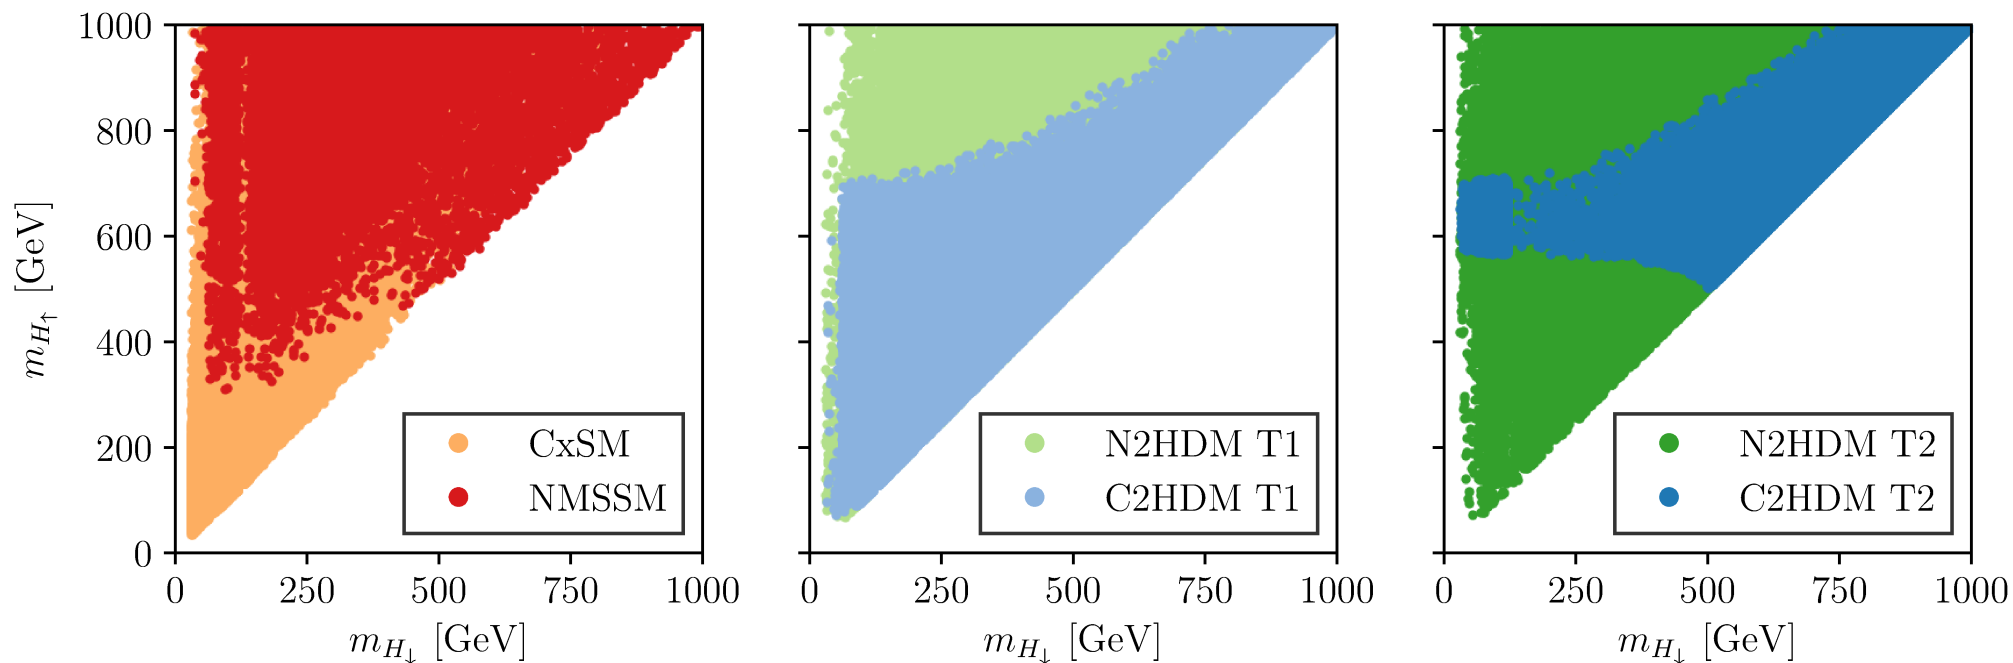 1000
800
600
400
200
0
m_{H↑} [GeV]
0 250 500 750 1000
m_{H↓} [GeV]
CxSM
NMSSM
0 250 500 750 1000
m_{H↓} [GeV]
N2HDM T1
C2HDM T1
0 250 500 750 1000
m_{H↓} [GeV]
N2HDM T2
C2HDM T2